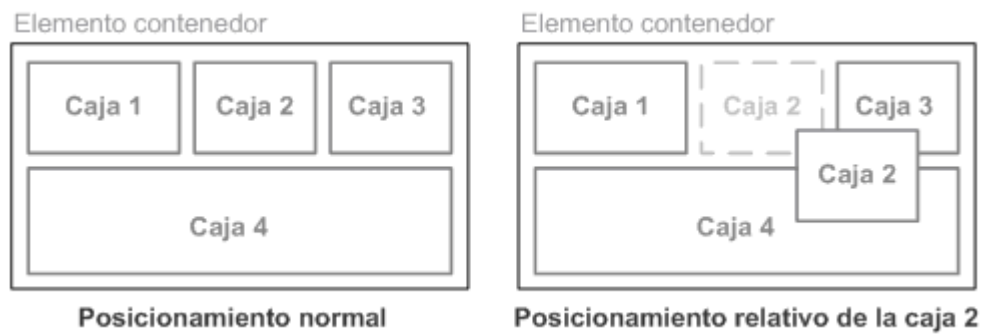 Elemento contenedor
Caja 1
Caja 2
Caja 3
Caja 4
Posicionamiento normal
Elemento contenedor
Caja 1
Caja 2
Caja 3
Caja 2
Caja 4
Posicionamiento relativo de la caja 2